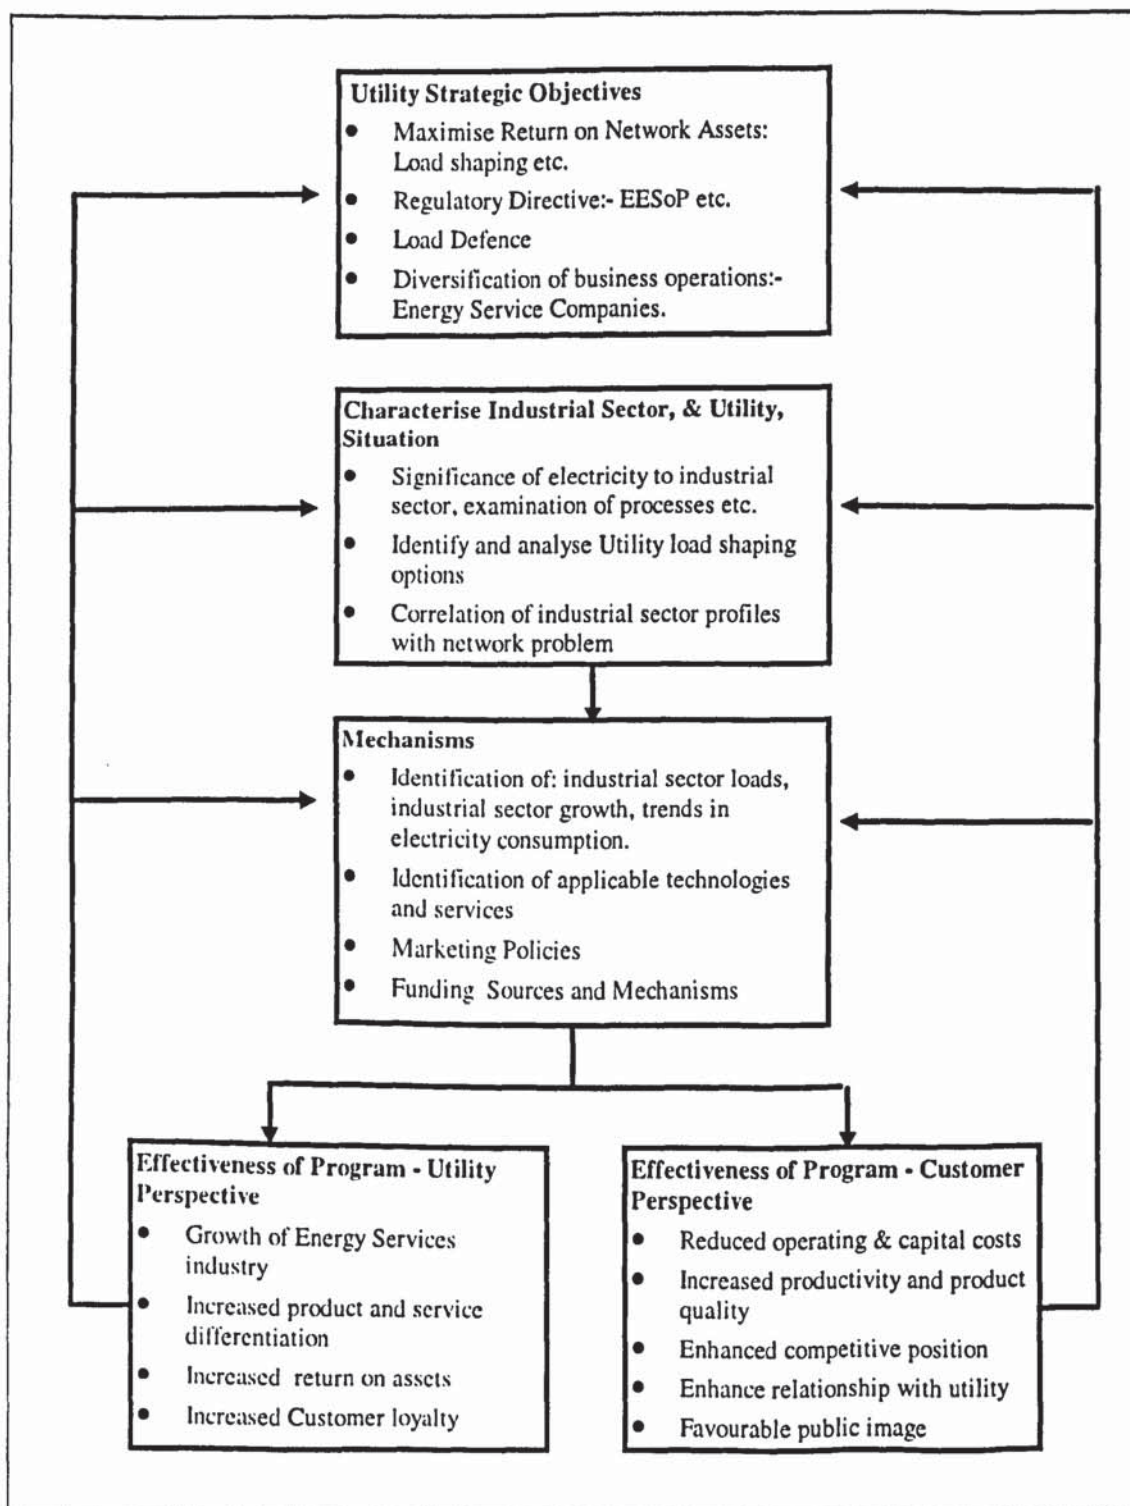 Utility Strategic Objectives
• Maximise Return on Network Assets:
Load shaping etc.
• Regulatory Directive:- EESoP etc.
• Load Defence
• Diversification of business operations:-
Energy Service Companies.
Characterise Industrial Sector, & Utility,
Situation
• Significance of electricity to industrial
sector, examination of processes etc.
• Identify and analyse Utility load shaping
options
• Correlation of industrial sector profiles
with network problem
Mechanisms
• Identification of: industrial sector loads,
industrial sector growth, trends in
electricity consumption.
• Identification of applicable technologies
and services
• Marketing Policies
• Funding Sources and Mechanisms
Effectiveness of Program - Utility
Perspective
• Growth of Energy Services
industry
• Increased product and service
differentiation
• Increased return on assets
• Increased Customer loyalty
Effectiveness of Program - Customer
Perspective
• Reduced operating & capital costs
• Increased productivity and product
quality
• Enhanced competitive position
• Enhance relationship with utility
• Favourable public image